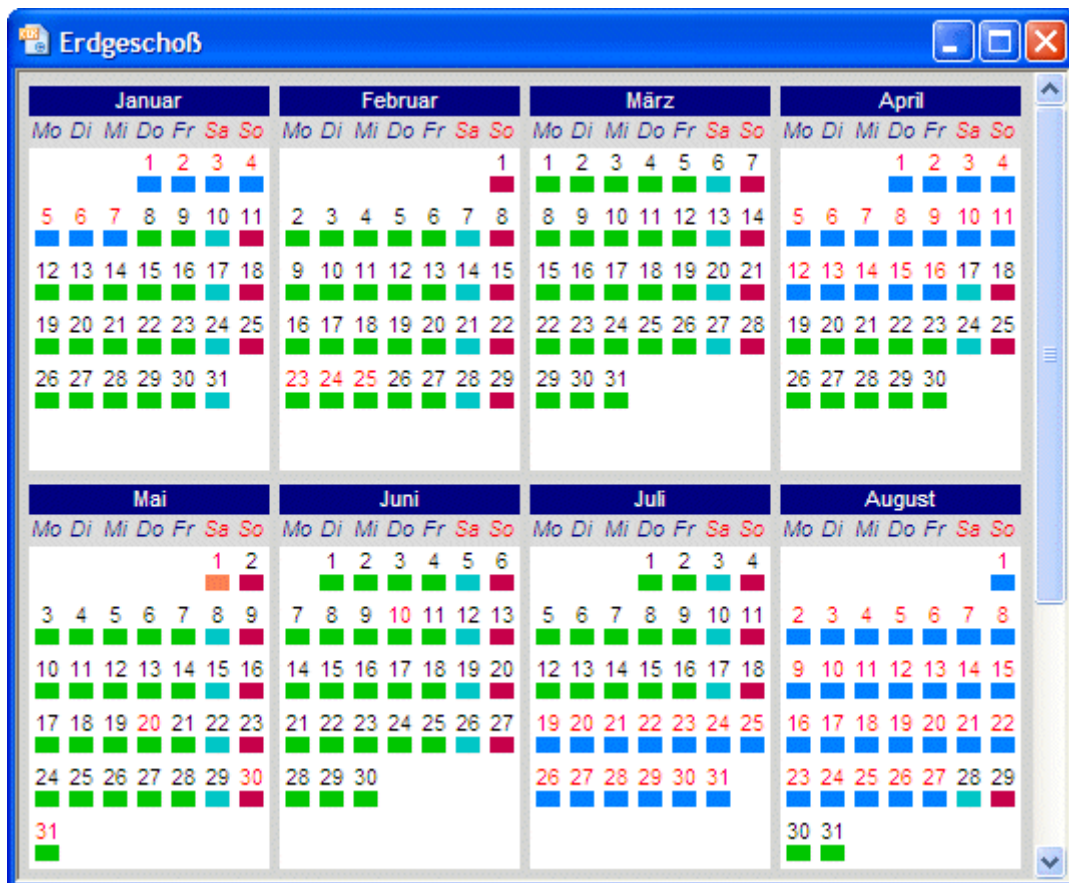 Erdgeschoß
Januar
Mo Di Mi Do Fr Sa So
1 2 3 4
5 6 7 8 9 10 11
12 13 14 15 16 17 18
19 20 21 22 23 24 25
26 27 28 29 30 31
Februar
Mo Di Mi Do Fr Sa So
1
2 3 4 5 6 7 8
9 10 11 12 13 14 15
16 17 18 19 20 21 22
23 24 25 26 27 28 29
März
Mo Di Mi Do Fr Sa So
1 2 3 4 5 6 7
8 9 10 11 12 13 14
15 16 17 18 19 20 21
22 23 24 25 26 27 28
29 30 31
April
Mo Di Mi Do Fr Sa So
1 2 3 4
5 6 7 8 9 10 11
12 13 14 15 16 17 18
19 20 21 22 23 24 25
26 27 28 29 30
Mai
Mo Di Mi Do Fr Sa So
1 2
3 4 5 6 7 8 9
10 11 12 13 14 15 16
17 18 19 20 21 22 23
24 25 26 27 28 29 30
31
Juni
Mo Di Mi Do Fr Sa So
1 2 3 4 5 6
7 8 9 10 11 12 13
14 15 16 17 18 19 20
21 22 23 24 25 26 27
28 29 30
Juli
Mo Di Mi Do Fr Sa So
1 2 3 4
5 6 7 8 9 10 11
12 13 14 15 16 17 18
19 20 21 22 23 24 25
26 27 28 29 30 31
August
Mo Di Mi Do Fr Sa So
1
2 3 4 5 6 7 8
9 10 11 12 13 14 15
16 17 18 19 20 21 22
23 24 25 26 27 28 29
30 31